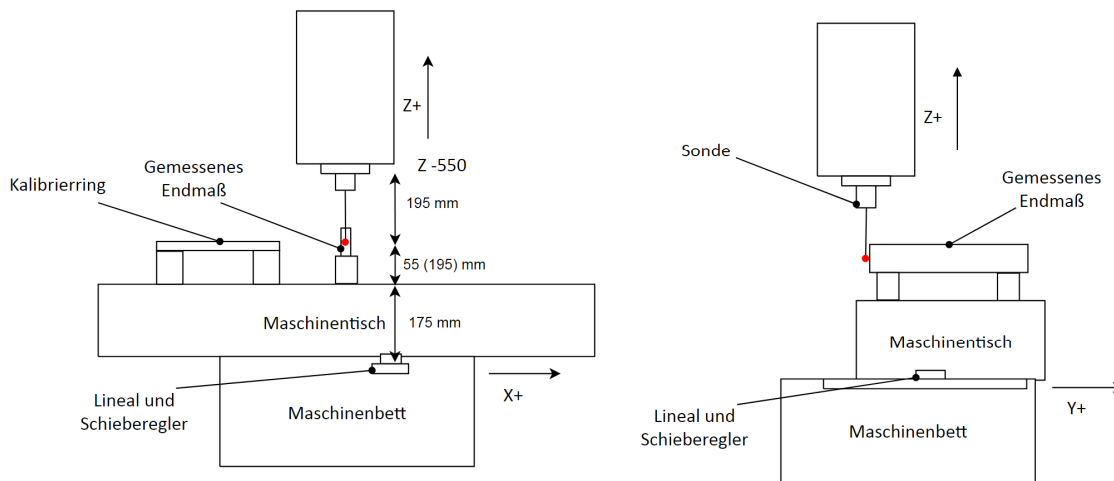 Z+
Z -550
Gemessenes
Endmaß
Kalibrierring
195 mm
55 (195) mm
Maschinentisch
175 mm
X+
Lineal und
Schieberegler
Maschinenbett
Z+
Sonde
Gemessenes
Endmaß
Maschinentisch
Lineal und
Schieberegler
Maschinenbett
Y+